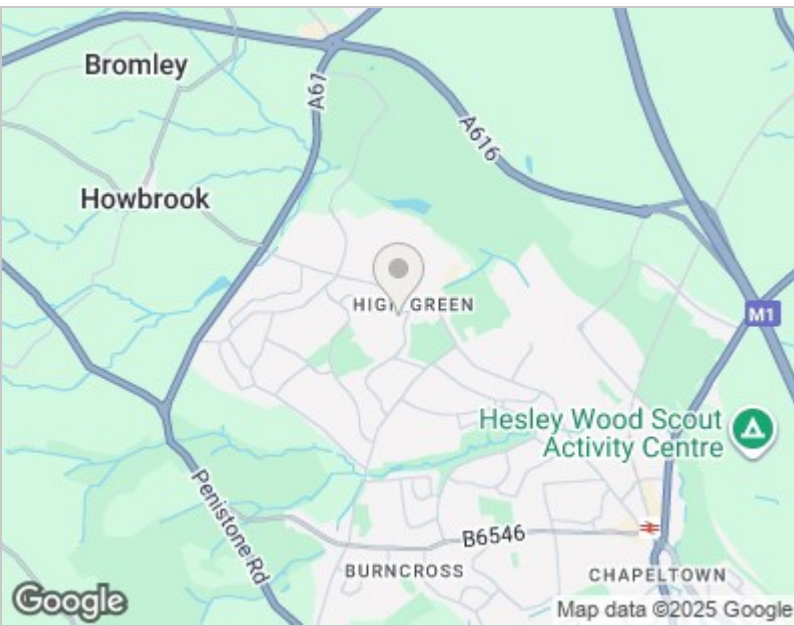 Bromley
A61
A616
Howbrook
HIGH GREEN
M1
Hesley Wood Scout
Activity Centre
Penistone Rd
B6546
BURNCROSS
CHAPELTOWN
Google
Map data ©2025 Google